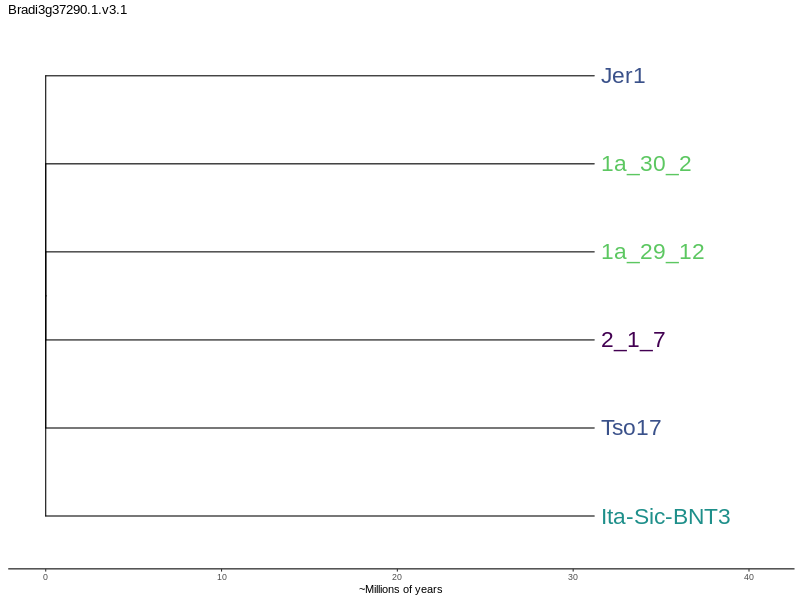 Bradi3g37290.1.v3.1
Jer1
1a_30_2
1a_29_12
2_1_7
Tso17
Ita-Sic-BNT3
0 10 20 30 40
~Millions of years